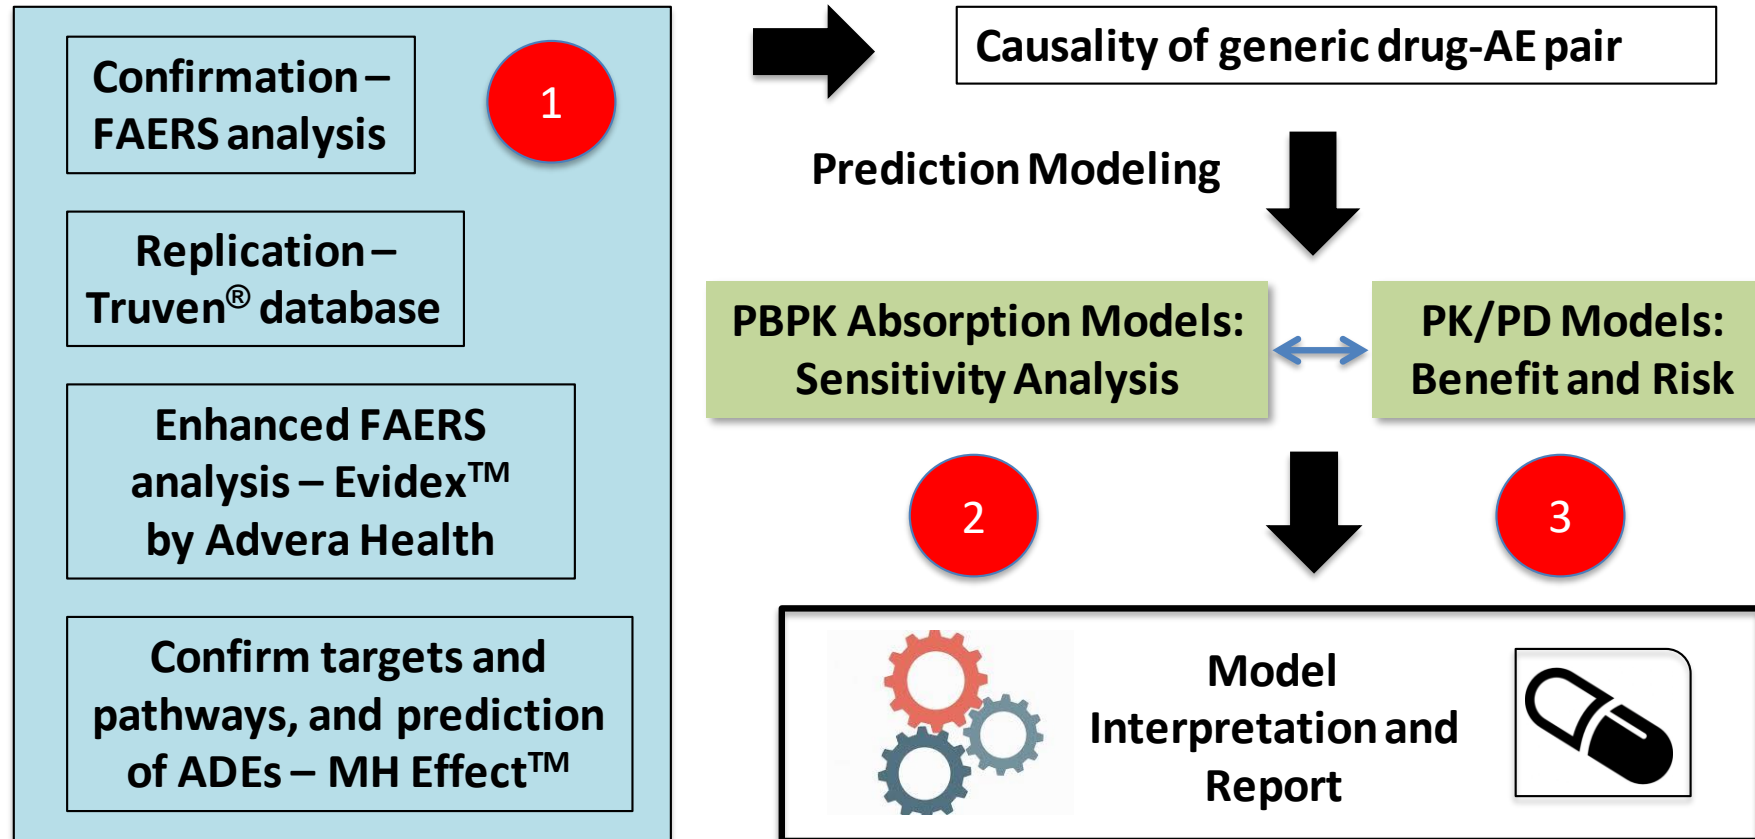 Confirmation –
FAERS analysis
1
Replication –
Truven® database
Enhanced FAERS
analysis – Evidex™
by Advera Health
Confirm targets and
pathways, and prediction
of ADEs – MH Effect™
Causality of generic drug-AE pair
Prediction Modeling
PBPK Absorption Models:
Sensitivity Analysis
PK/PD Models:
Benefit and Risk
2
3
Model
Interpretation and
Report